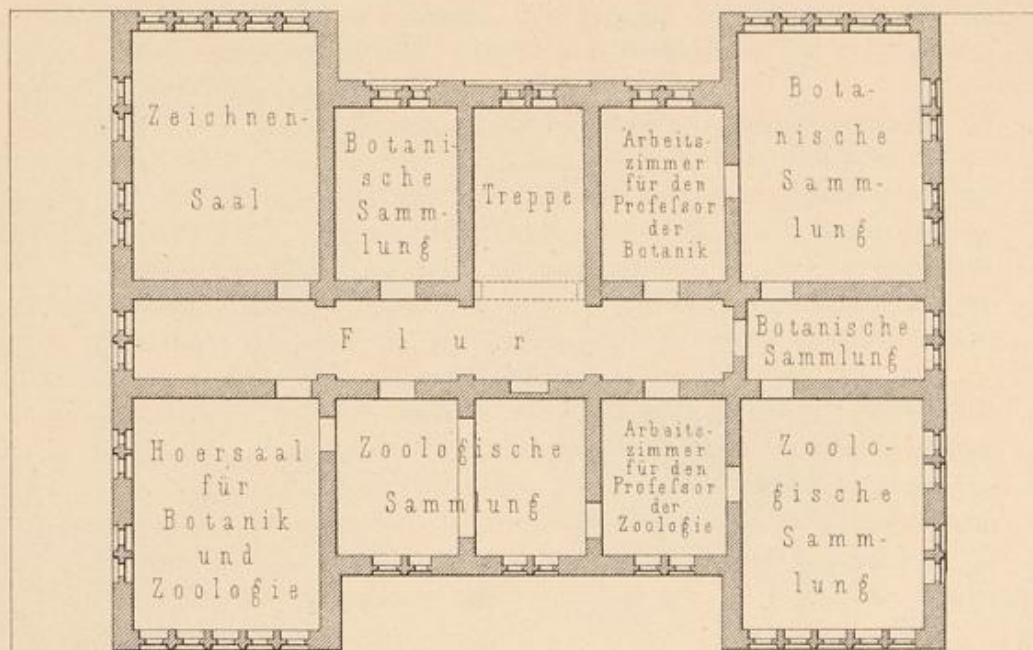 Zeichnen-
Saal
Botani-
sche
Samm-
lung
Treppe
Arbeits-
zimmer
für den
Profeſsor
der
Botanik
Bota-
nische
Samm-
lung
Flur
Botanische
Sammlung
Hoersaal
für
Botanik
und
Zoologie
Zoologische
Sammlung
Arbeits-
zimmer
für den
Profeſsor
der
Zoologie
Zoolo-
gische
Samm-
lung